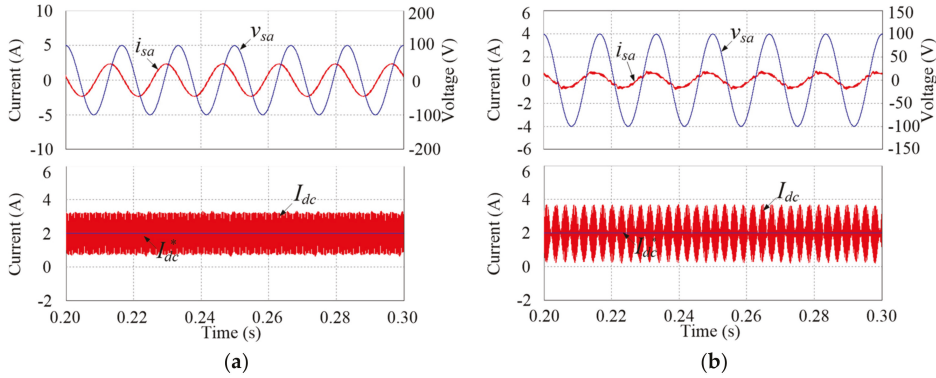 10
5
0
-5
-10
Current (A)
200
100
0
-100
-200
Voltage (V)
isa
vsa
6
4
2
0
-2
Current (A)
Idc
I*dc
0.20
0.22
0.24
0.26
0.28
0.30
Time (s)
(a)
6
4
2
0
-2
-4
-6
Current (A)
150
100
50
0
-50
-100
-150
Voltage (V)
isa
vsa
6
4
2
0
-2
Current (A)
Idc
Idc
0.20
0.22
0.24
0.26
0.28
0.30
Time (s)
(b)